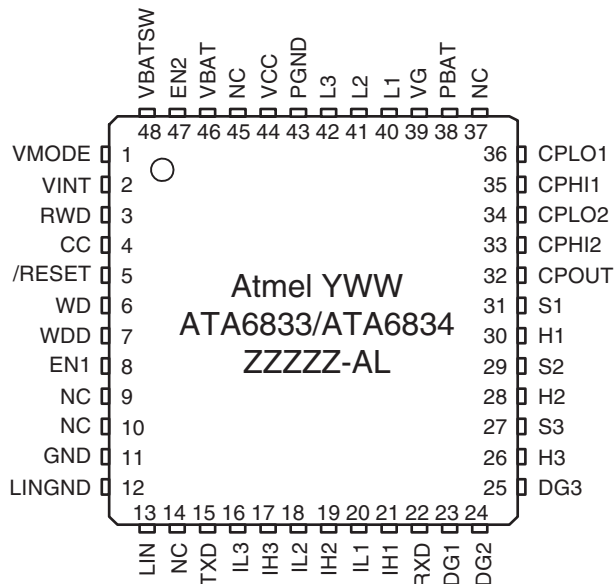 VBATSW EN2 VBAT NC VCC PGND L3 L2 L1 VG PBAT NC
48 47 46 45 44 43 42 41 40 39 38 37
VMODE 1 36 CPLO1
VINT 2 35 CPHI1
RWD 3 34 CPLO2
CC 4 33 CPHI2
/RESET 5 32 CPOUT
WD 6 31 S1
WDD 7 30 H1
EN1 8 29 S2
NC 9 28 H2
NC 10 27 S3
GND 11 26 H3
LINGND 12 25 DG3
Atmel YWW
ATA6833/ATA6834
ZZZZZ-AL
13 14 15 16 17 18 19 20 21 22 23 24
LIN NC TXD IL3 IH3 IL2 IH2 IL1 IH1 RXD DG1 DG2